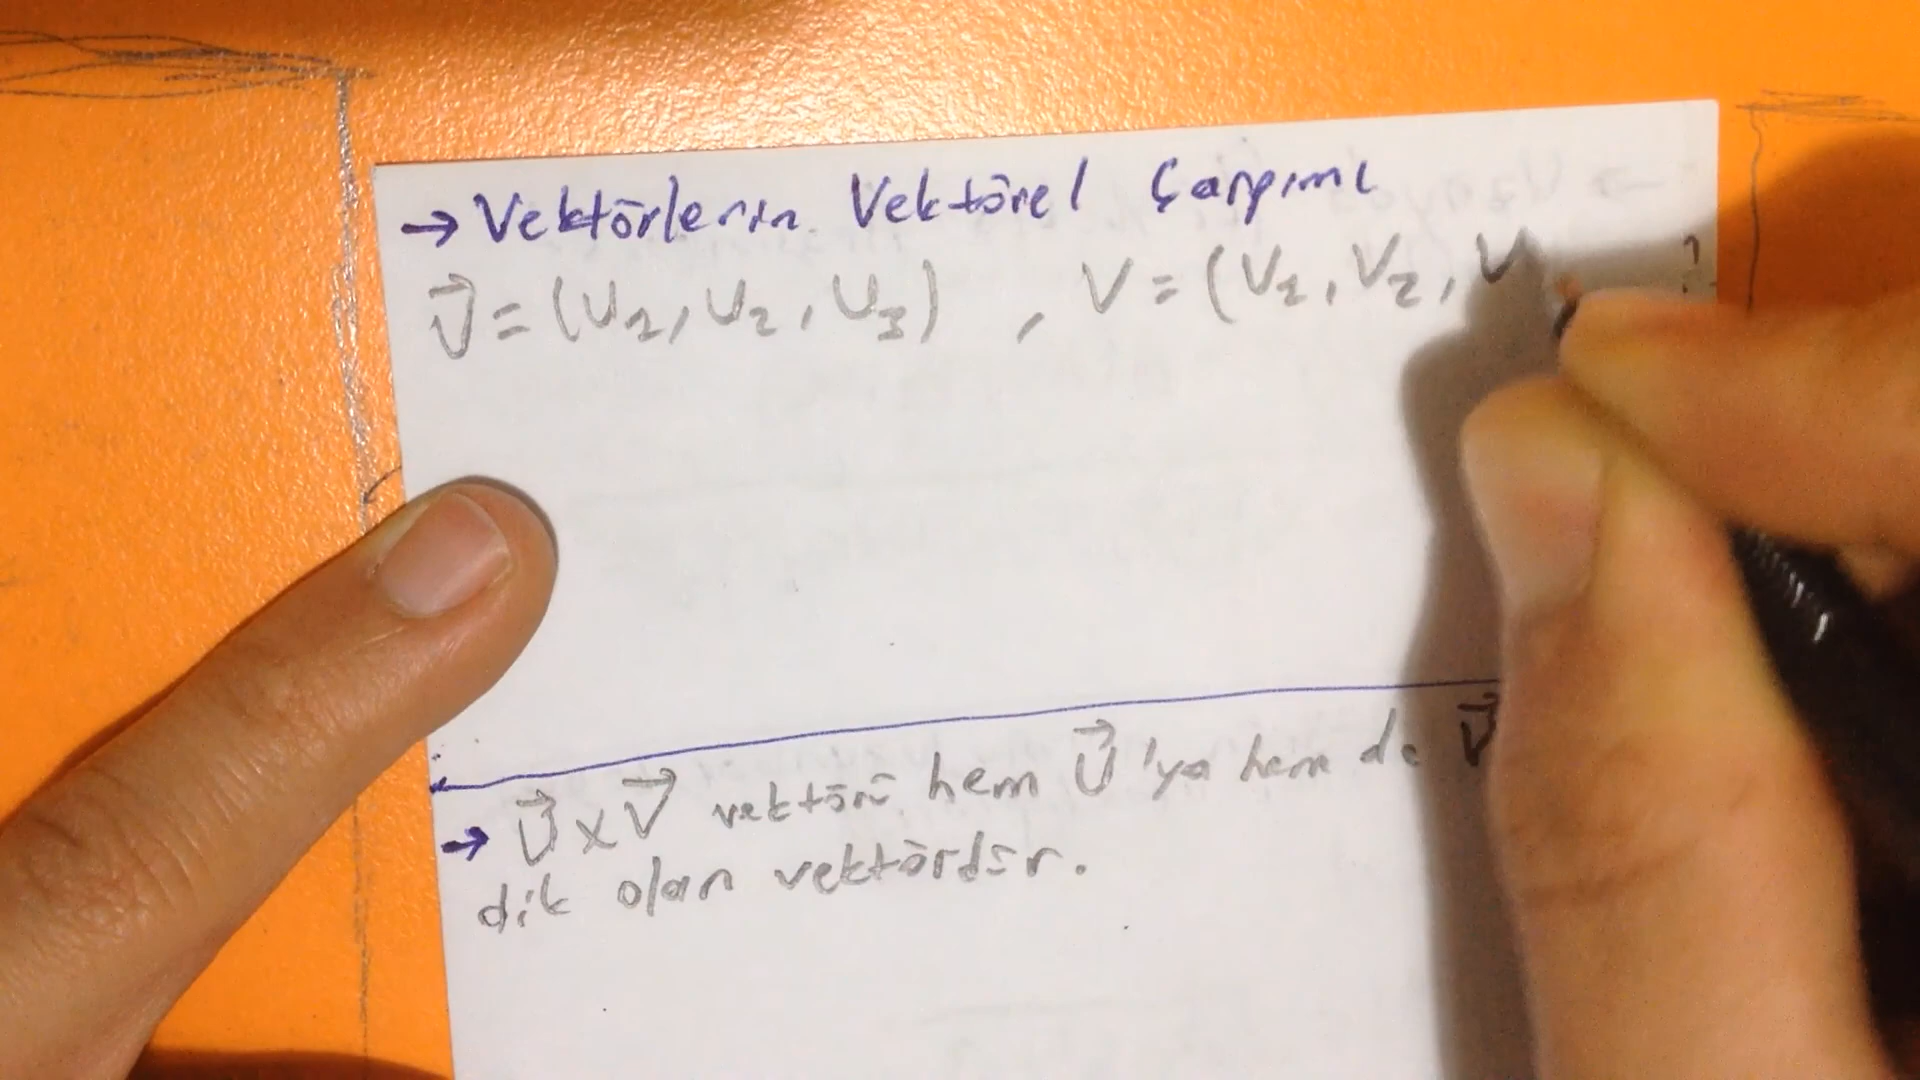 → Vektörlerin Vektörel Çarpımı
U⃗ = (U₁, U₂, U₃) , V = (V₁, V₂, V
→ U⃗ x V⃗ vektörü hem U⃗ 'ya hem de V⃗
dik olan vektördür.